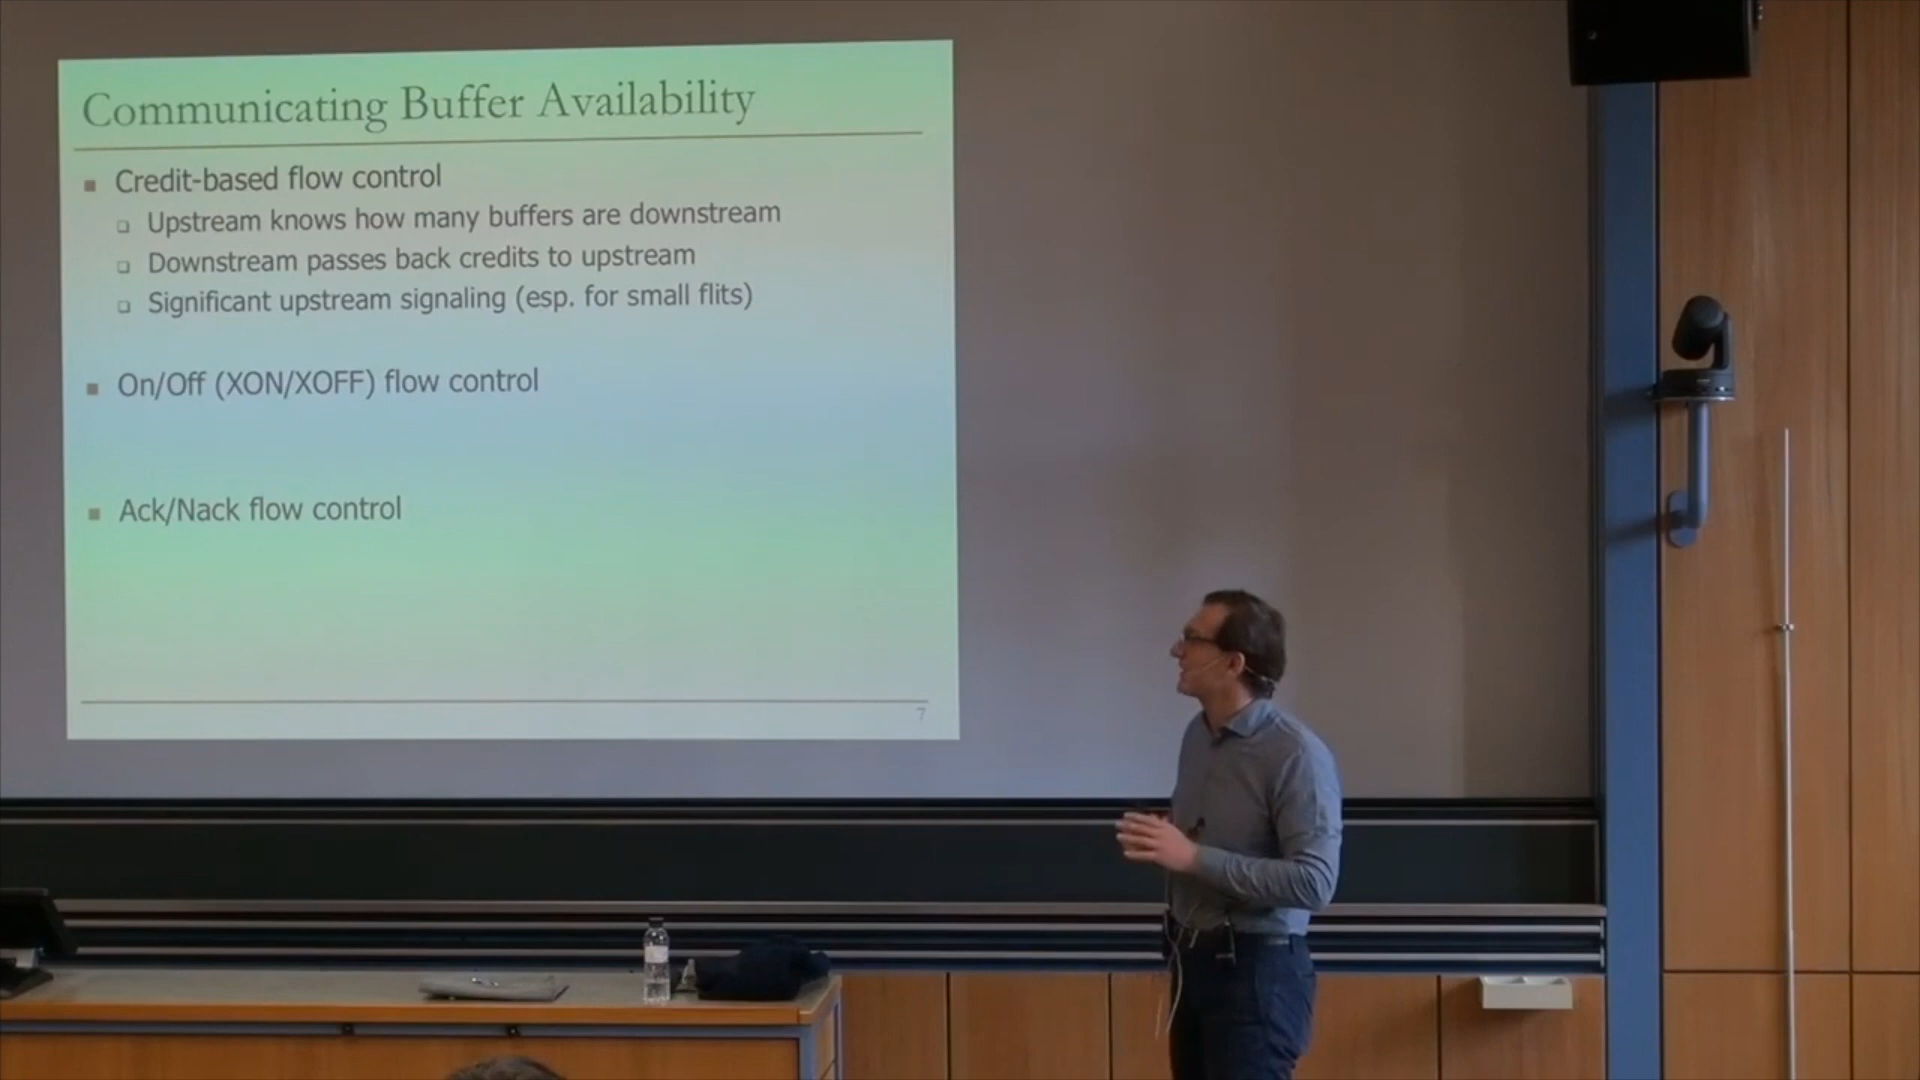 Communicating Buffer Availability
Credit-based flow control
Upstream knows how many buffers are downstream
Downstream passes back credits to upstream
Significant upstream signaling (esp. for small flits)
On/Off (XON/XOFF) flow control
Ack/Nack flow control
7